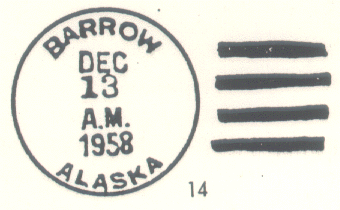 BARROW
DEC
13
A.M.
1958
ALASKA
14